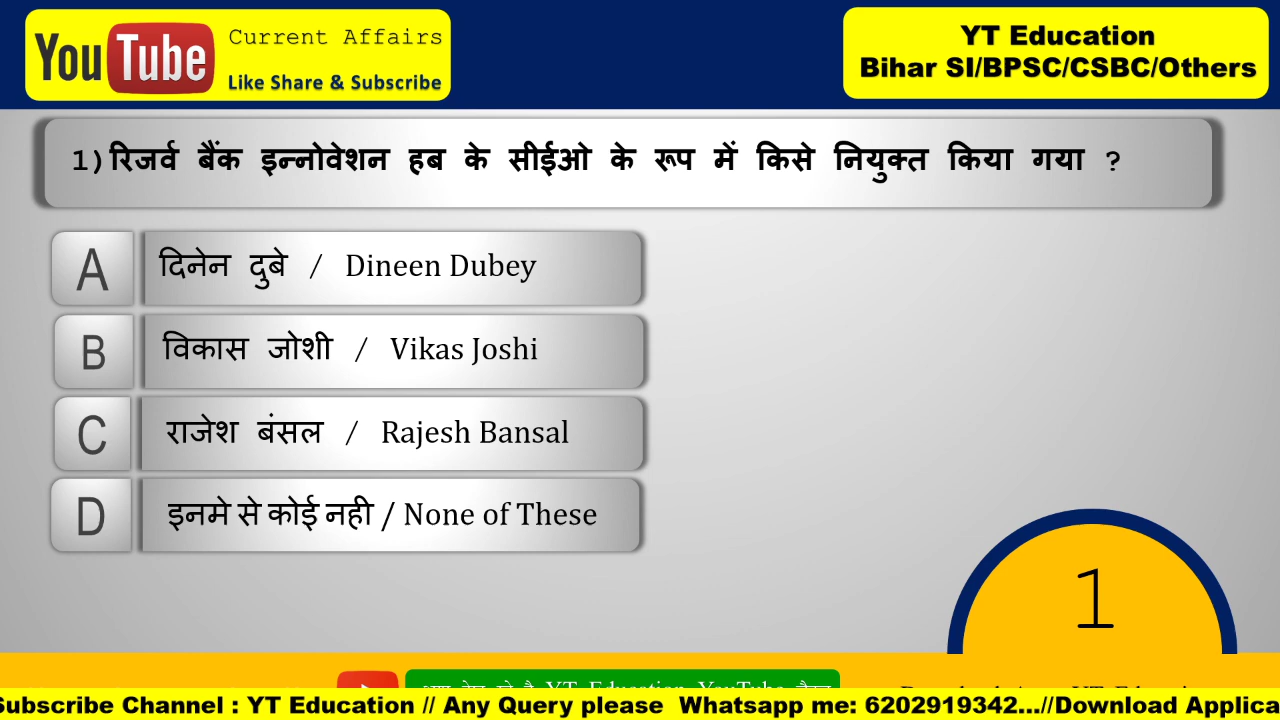 You Tube
Current Affairs
Like Share & Subscribe
YT Education
Bihar SI/BPSC/CSBC/Others
1)रिजर्व बैंक इन्नोवेशन हब के सीईओ के रूप में किसे नियुक्त किया गया ?
A दिनेन दुबे / Dineen Dubey
B विकास जोशी / Vikas Joshi
C राजेश बंसल / Rajesh Bansal
D इनमे से कोई नही / None of These
1
Subscribe Channel : YT Education // Any Query please Whatsapp me: 6202919342...//Download Applica